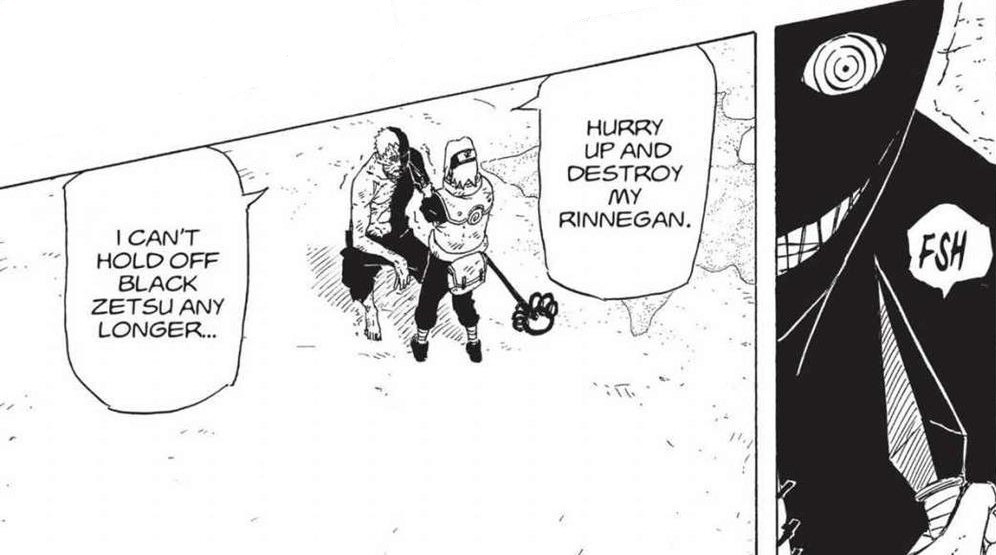 FSH
HURRY
UP AND
DESTROY
MY
RINNEGAN.
I CAN'T
HOLD OFF
BLACK
ZETSU ANY
LONGER...